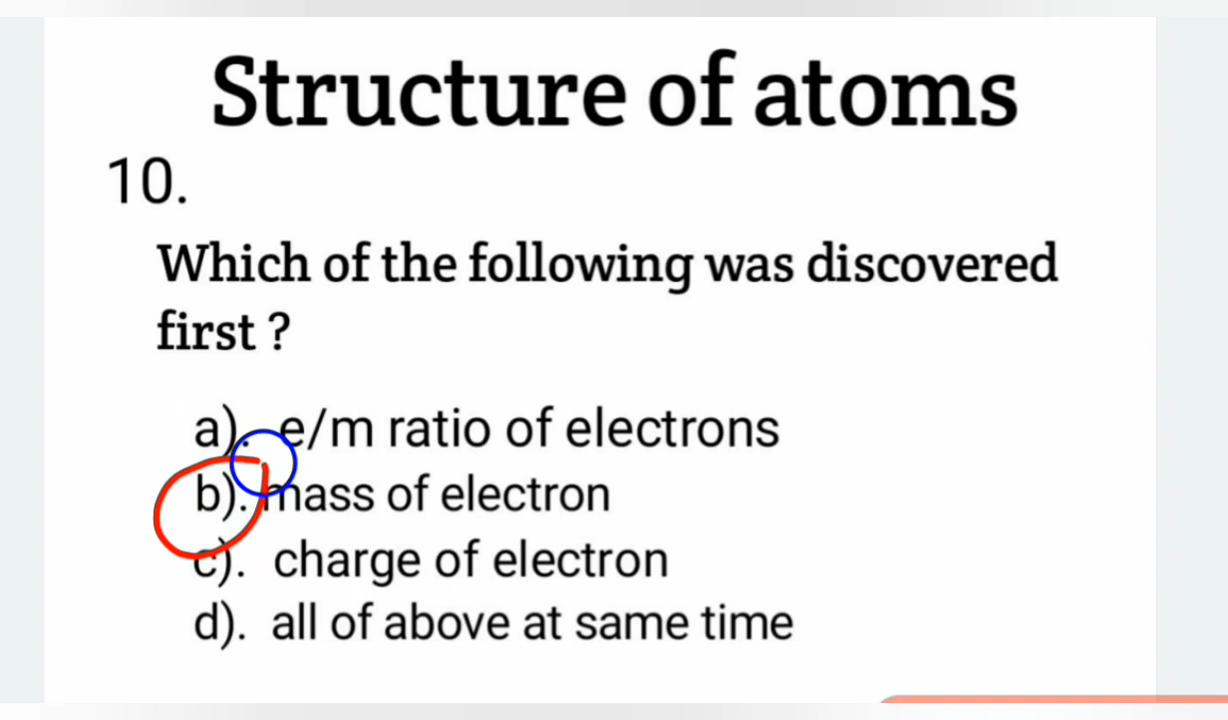 Structure of atoms
10.
Which of the following was discovered
first ?
a). e/m ratio of electrons
b). mass of electron
c). charge of electron
d). all of above at same time